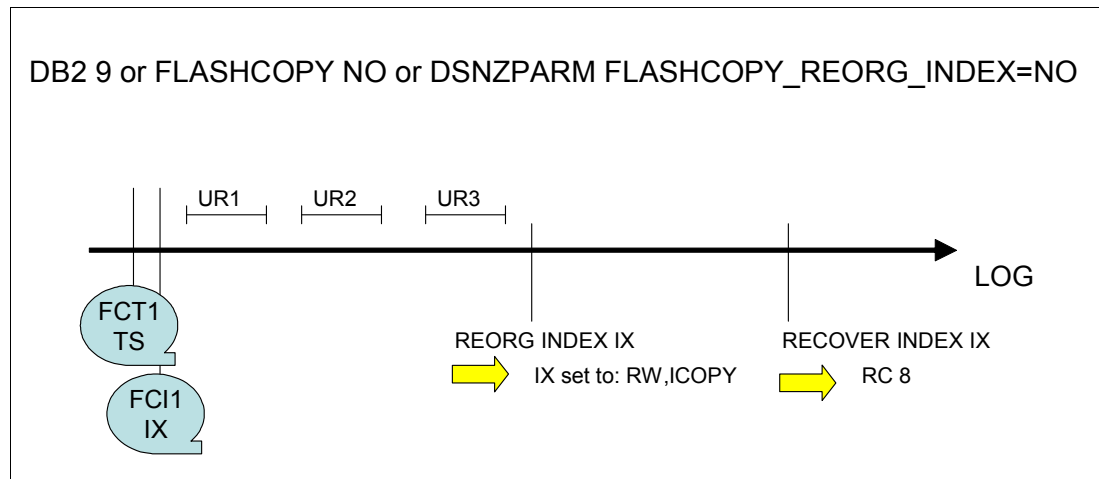 DB2 9 or FLASHCOPY NO or DSNZPARM FLASHCOPY_REORG_INDEX=NO
UR1 UR2 UR3
LOG
FCT1
TS
REORG INDEX IX
IX set to: RW,ICOPY
RECOVER INDEX IX
RC 8
FCI1
IX